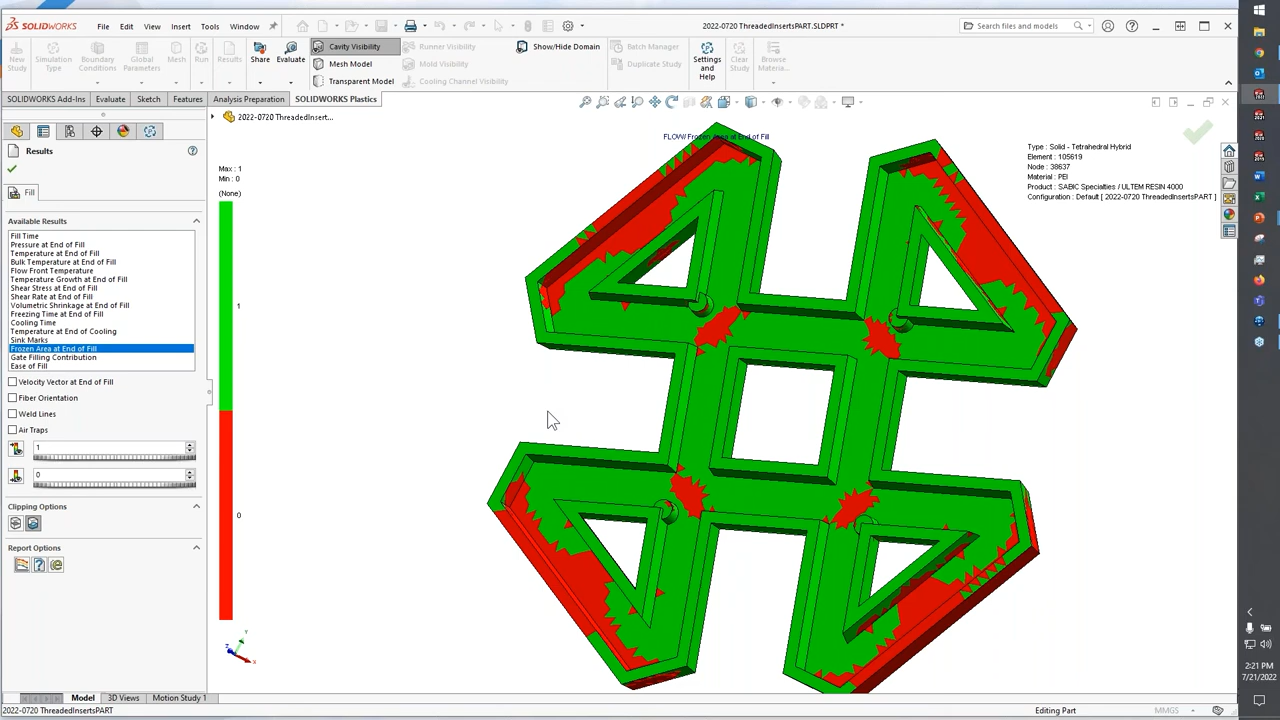 SOLIDWORKS
File
Edit
View
Insert
Tools
Window
2022-0720 ThreadedInsertsPART.SLDPRT *
Search files and models
New Study
Simulation Type
Boundary Conditions
Global Parameters
Mesh
Run
Results
Share
Evaluate
Cavity Visibility
Mesh Model
Transparent Model
Runner Visibility
Mold Visibility
Cooling Channel Visibility
Show/Hide Domain
Batch Manager
Duplicate Study
Settings and Help
Clear Study
Browse Materia...
SOLIDWORKS Add-Ins
Evaluate
Sketch
Features
Analysis Preparation
SOLIDWORKS Plastics
2022-0720 ThreadedInsert...
Results
Fill
Available Results
Fill Time
Pressure at End of Fill
Temperature at End of Fill
Bulk Temperature at End of Fill
Flow Front Temperature
Temperature Growth at End of Fill
Shear Stress at End of Fill
Shear Rate at End of Fill
Volumetric Shrinkage at End of Fill
Freezing Time at End of Fill
Cooling Time
Temperature at End of Cooling
Sink Marks
Frozen Area at End of Fill
Gate Filling Contribution
Ease of Fill
Velocity Vector at End of Fill
Fiber Orientation
Weld Lines
Air Traps
1
0
Clipping Options
Report Options
Max : 1
Min : 0
(None)
1
0
FLOW/ Frozen Area at End of Fill
Type : Solid - Tetrahedral Hybrid
Element : 105619
Node : 38637
Material : PEI
Product : SABIC Specialties / ULTEM RESIN 4000
Configuration : Default [ 2022-0720 ThreadedInsertsPART ]
Y
Z
X
Model
3D Views
Motion Study 1
2022-0720 ThreadedInsertsPART
Editing Part
MMGS
2:21 PM
7/21/2022